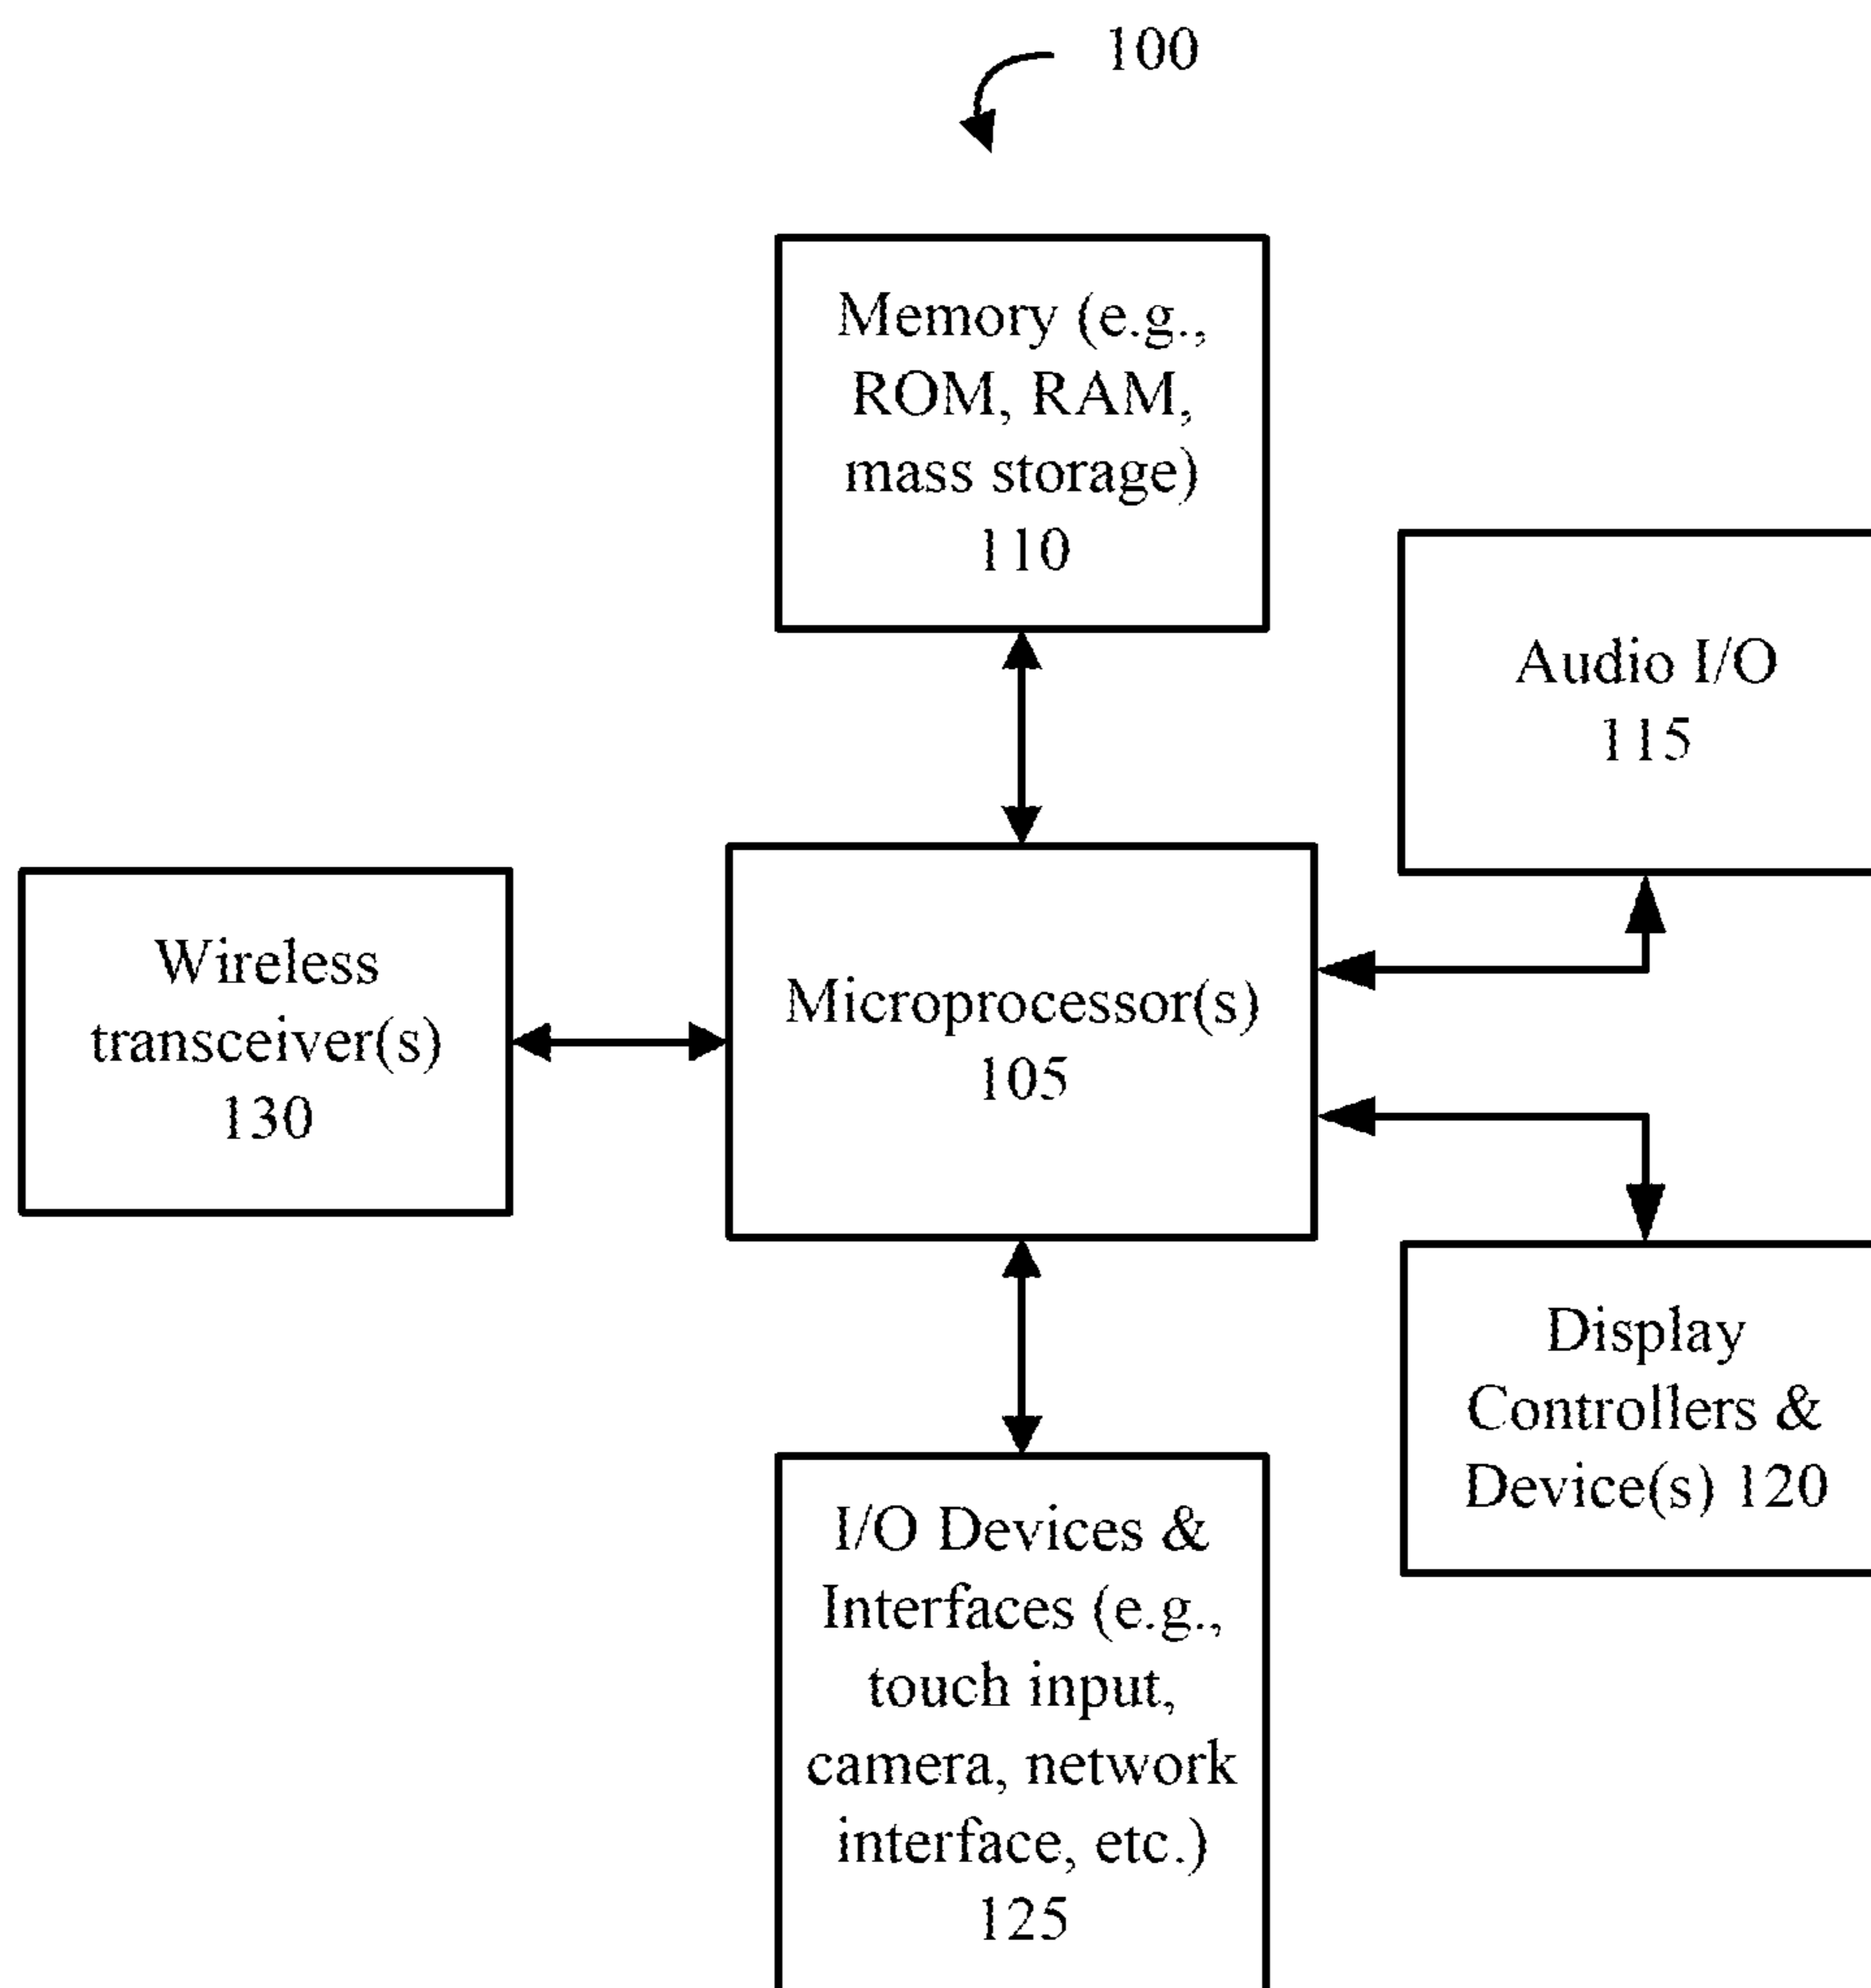 100
Memory (e.g.,
ROM, RAM,
mass storage)
110
Audio I/O
115
Wireless
transceiver(s)
130
Microprocessor(s)
105
Display
Controllers &
Device(s) 120
I/O Devices &
Interfaces (e.g.,
touch input,
camera, network
interface, etc.)
125